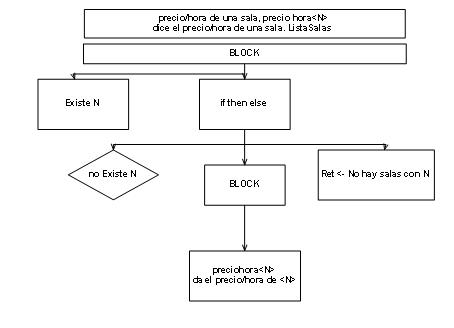 precio/hora de una sala, precio hora<N>
dice el precio/hora de una sala. ListaSalas
BLOCK
Existe N
if then else
no Existe N
BLOCK
Ret <- No hay salas con N
preciohora<N>
da el precio/hora de <N>